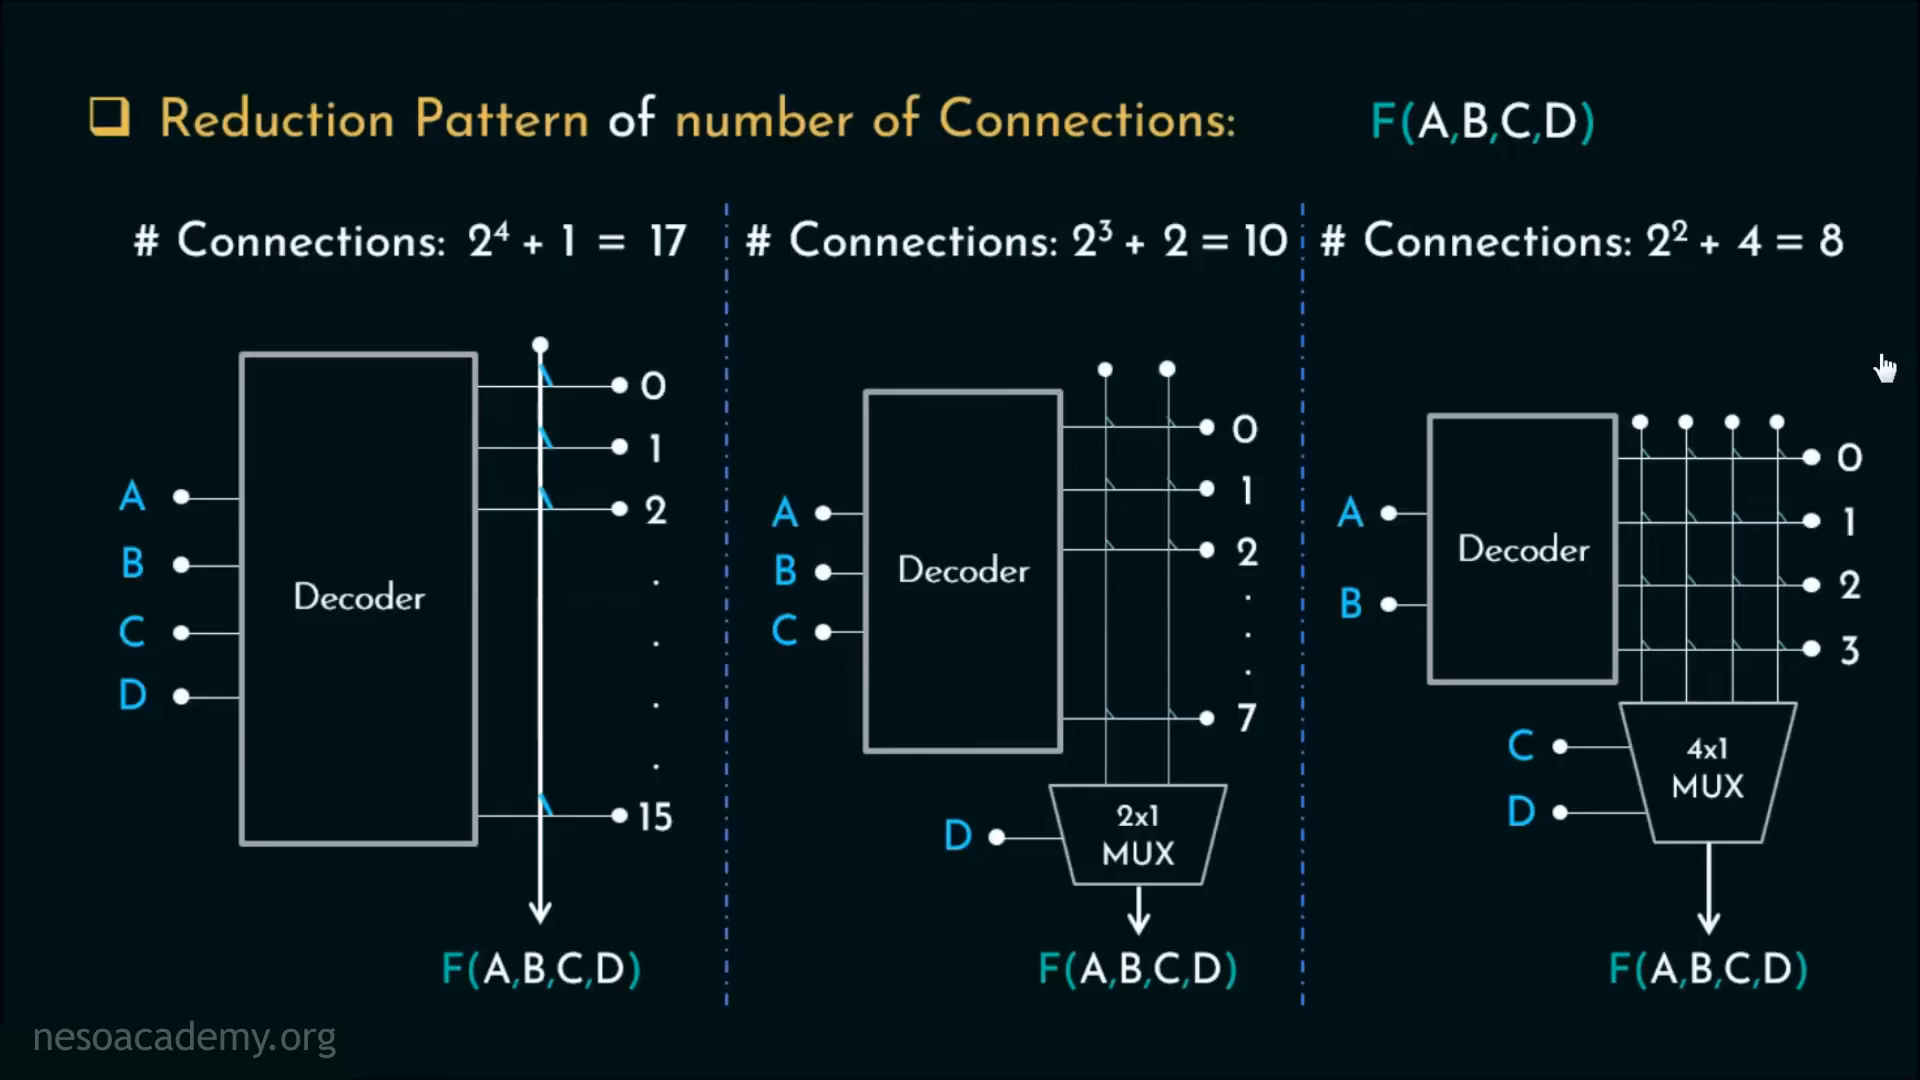 Reduction Pattern of number of Connections:
F(A,B,C,D)
# Connections: 2⁴ + 1 = 17
0
1
2
.
.
.
.
15
A
B
C
D
Decoder
F(A,B,C,D)
# Connections: 2³ + 2 = 10
0
1
2
.
.
.
7
A
B
C
Decoder
D
2x1
MUX
F(A,B,C,D)
# Connections: 2² + 4 = 8
0
1
2
3
A
B
Decoder
C
D
4x1
MUX
F(A,B,C,D)
nesoacademy.org